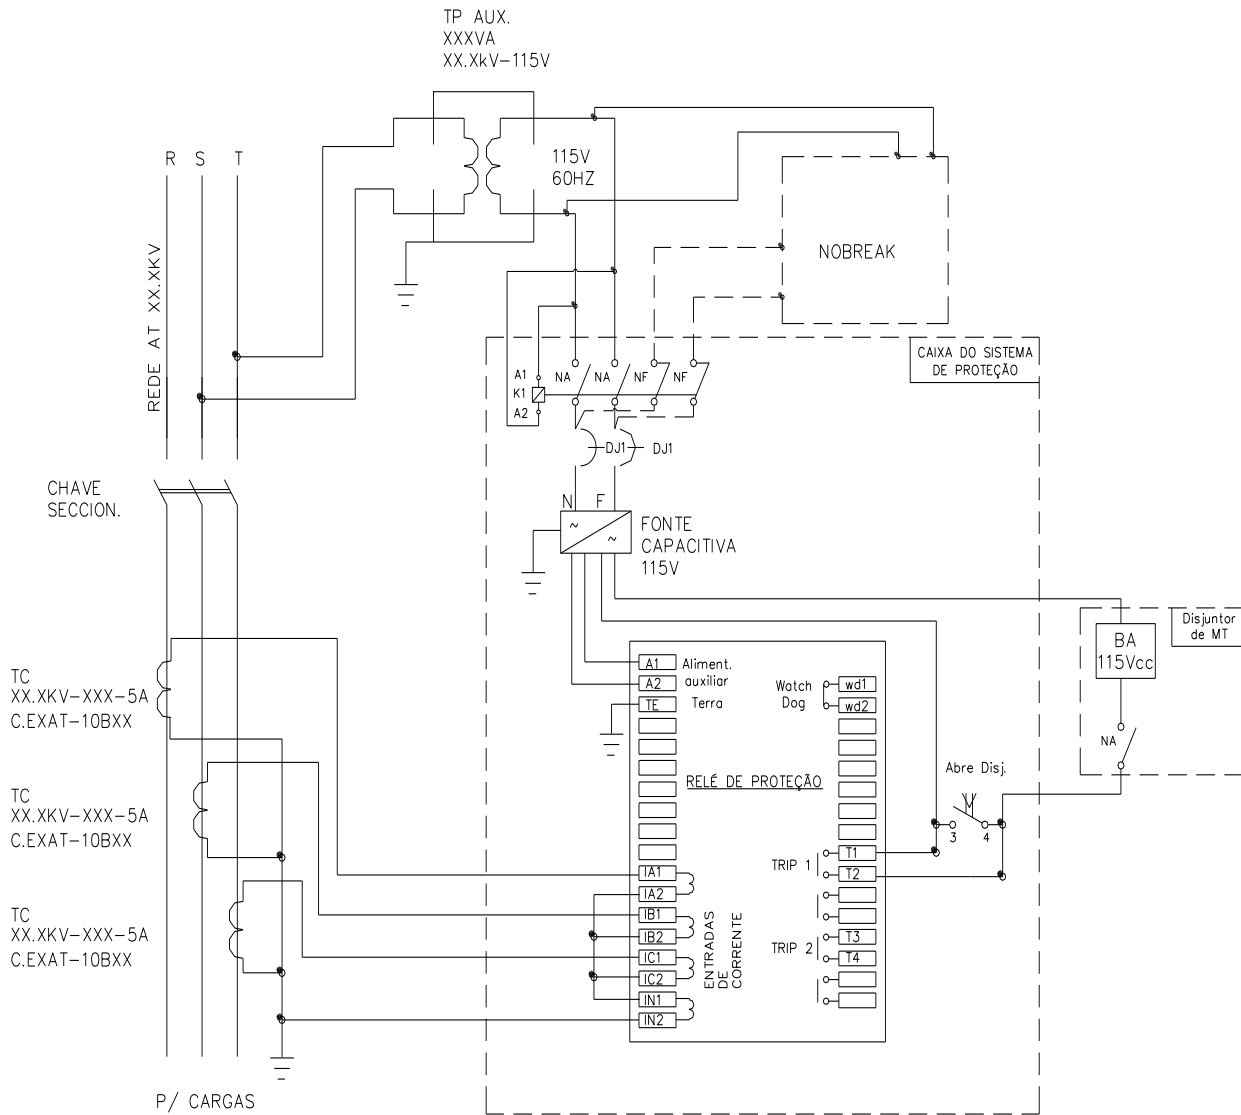 TP AUX.
XXXVA
XX.XkV-115V
115V
60HZ
R S T
REDE AT XX.XKV
NOBREAK
CAIXA DO SISTEMA
DE PROTEÇÃO
A1
K1
A2
NA
NA
NF
NF
DJ1
DJ1
CHAVE
SECCION.
N F
~
~
FONTE
CAPACITIVA
115V
Disjuntor
de MT
BA
115Vcc
NA
TC
XX.XKV-XXX-5A
C.EXAT-10BXX
TC
XX.XKV-XXX-5A
C.EXAT-10BXX
TC
XX.XKV-XXX-5A
C.EXAT-10BXX
A1
A2
TE
Aliment.
auxiliar
Terra
Watch
Dog
wd1
wd2
RELÉ DE PROTEÇÃO
Abre Disj.
3 4
IA1
IA2
IB1
IB2
IC1
IC2
IN1
IN2
ENTRADAS
DE
CORRENTE
TRIP 1
T1
T2
TRIP 2
T3
T4
P/ CARGAS